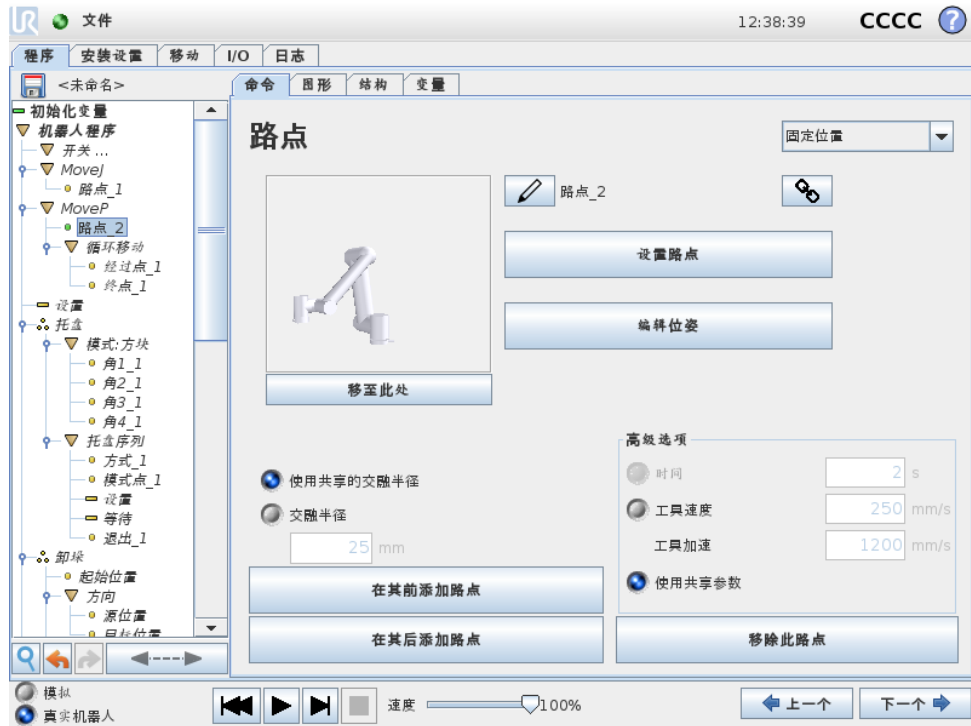 UR 文件 12:38:39 CCCC ?
程序 安装设置 移动 I/O 日志
<未命名>
命令 图形 结构 变量
初始化变量
机器人程序
开关 ...
MoveJ
路点_1
MoveP
路点_2
循环移动
经过点_1
终点_1
设置
托盘
模式:方块
角1_1
角2_1
角3_1
角4_1
托盘序列
方式_1
模式点_1
设置
等待
退出_1
卸垛
起始位置
方向
源位置
目标位置
路点
固定位置
路点_2
设置路点
编辑位姿
移至此处
使用共享的交融半径
交融半径
25 mm
高级选项
时间 2 s
工具速度 250 mm/s
工具加速 1200 mm/s
使用共享参数
在其前添加路点
在其后添加路点
移除此路点
模拟
真实机器人
速度 100%
上一个
下一个